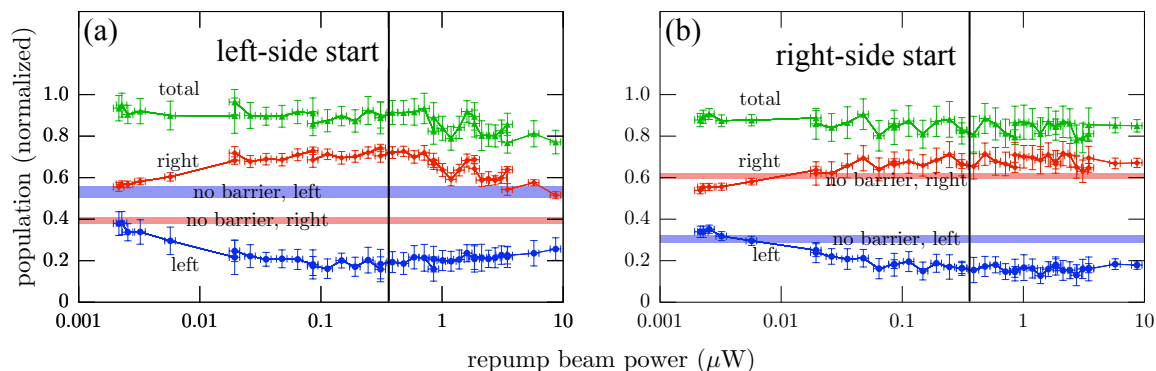 (a)
left-side start
total
right
no barrier, left
no barrier, right
left
1.0
0.8
0.6
0.4
0.2
0
0.001
0.01
0.1
1
10
population (normalized)
(b)
right-side start
total
right
no barrier, right
no barrier, left
left
1.0
0.8
0.6
0.4
0.2
0
0.001
0.01
0.1
1
10
repump beam power (μW)